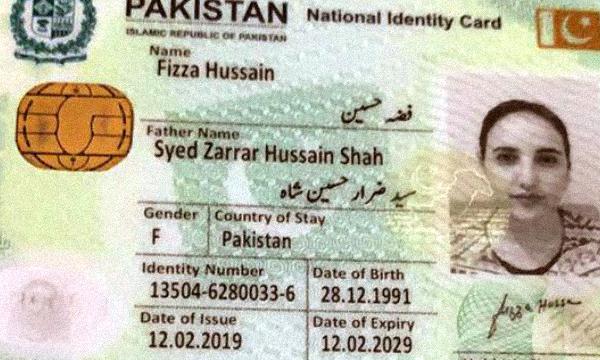 PAKISTAN National Identity Card
ISLAMIC REPUBLIC OF PAKISTAN
Name
Fizza Hussain
فضہ حسین
Father Name
Syed Zarrar Hussain Shah
سید ضرار حسین شاہ
Gender Country of Stay
F Pakistan
Identity Number Date of Birth
13504-6280033-6 28.12.1991
Date of Issue Date of Expiry
12.02.2019 12.02.2029